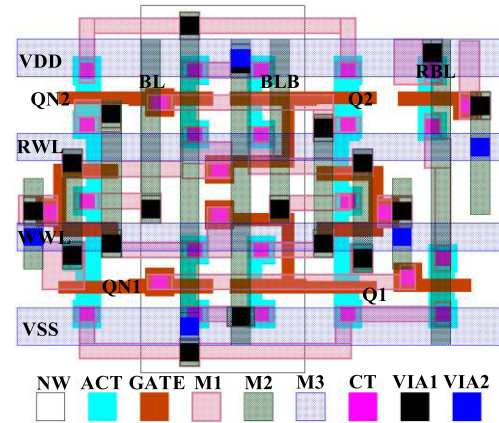 VDD
BL
BLB
RBL
QN2
Q2
RWL
WWL
QN1
Q1
VSS
NW ACT GATE M1 M2 M3 CT VIA1 VIA2